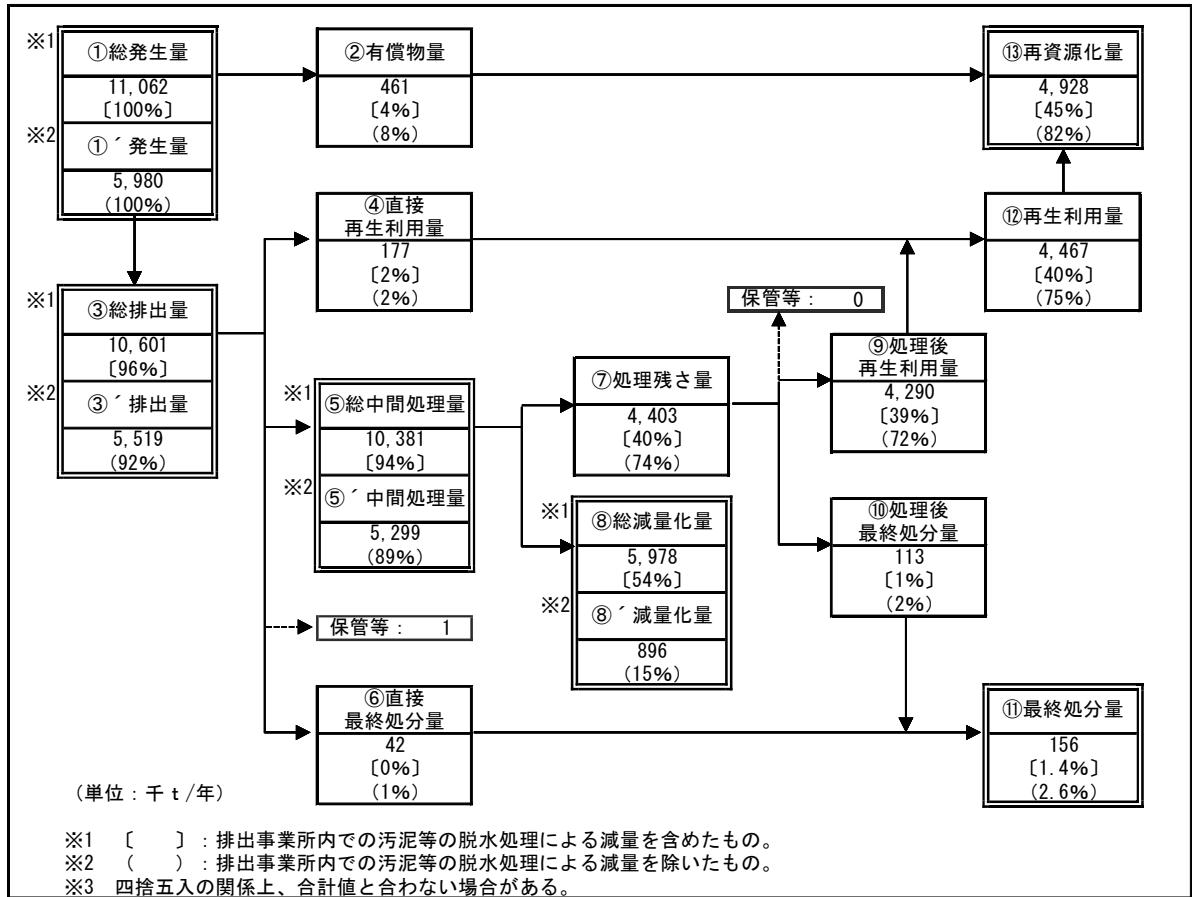 ※1
①総発生量
11,062
〔100%〕
※2
①´発生量
5,980
(100%)
②有償物量
461
〔4%〕
(8%)
⑬再資源化量
4,928
〔45%〕
(82%)
④直接
再生利用量
177
〔2%〕
(2%)
⑫再生利用量
4,467
〔40%〕
(75%)
※1
③総排出量
10,601
〔96%〕
※2
③´排出量
5,519
(92%)
保管等: 0
※1
⑤総中間処理量
10,381
〔94%〕
※2
⑤´中間処理量
5,299
(89%)
⑦処理残さ量
4,403
〔40%〕
(74%)
⑨処理後
再生利用量
4,290
〔39%〕
(72%)
※1
⑧総減量化量
5,978
〔54%〕
※2
⑧´減量化量
896
(15%)
⑩処理後
最終処分量
113
〔1%〕
(2%)
保管等: 1
⑥直接
最終処分量
42
〔0%〕
(1%)
⑪最終処分量
156
〔1.4%〕
(2.6%)
(単位:千t/年)
※1 〔 〕:排出事業所内での汚泥等の脱水処理による減量を含めたもの。
※2 ( ):排出事業所内での汚泥等の脱水処理による減量を除いたもの。
※3 四捨五入の関係上、合計値と合わない場合がある。